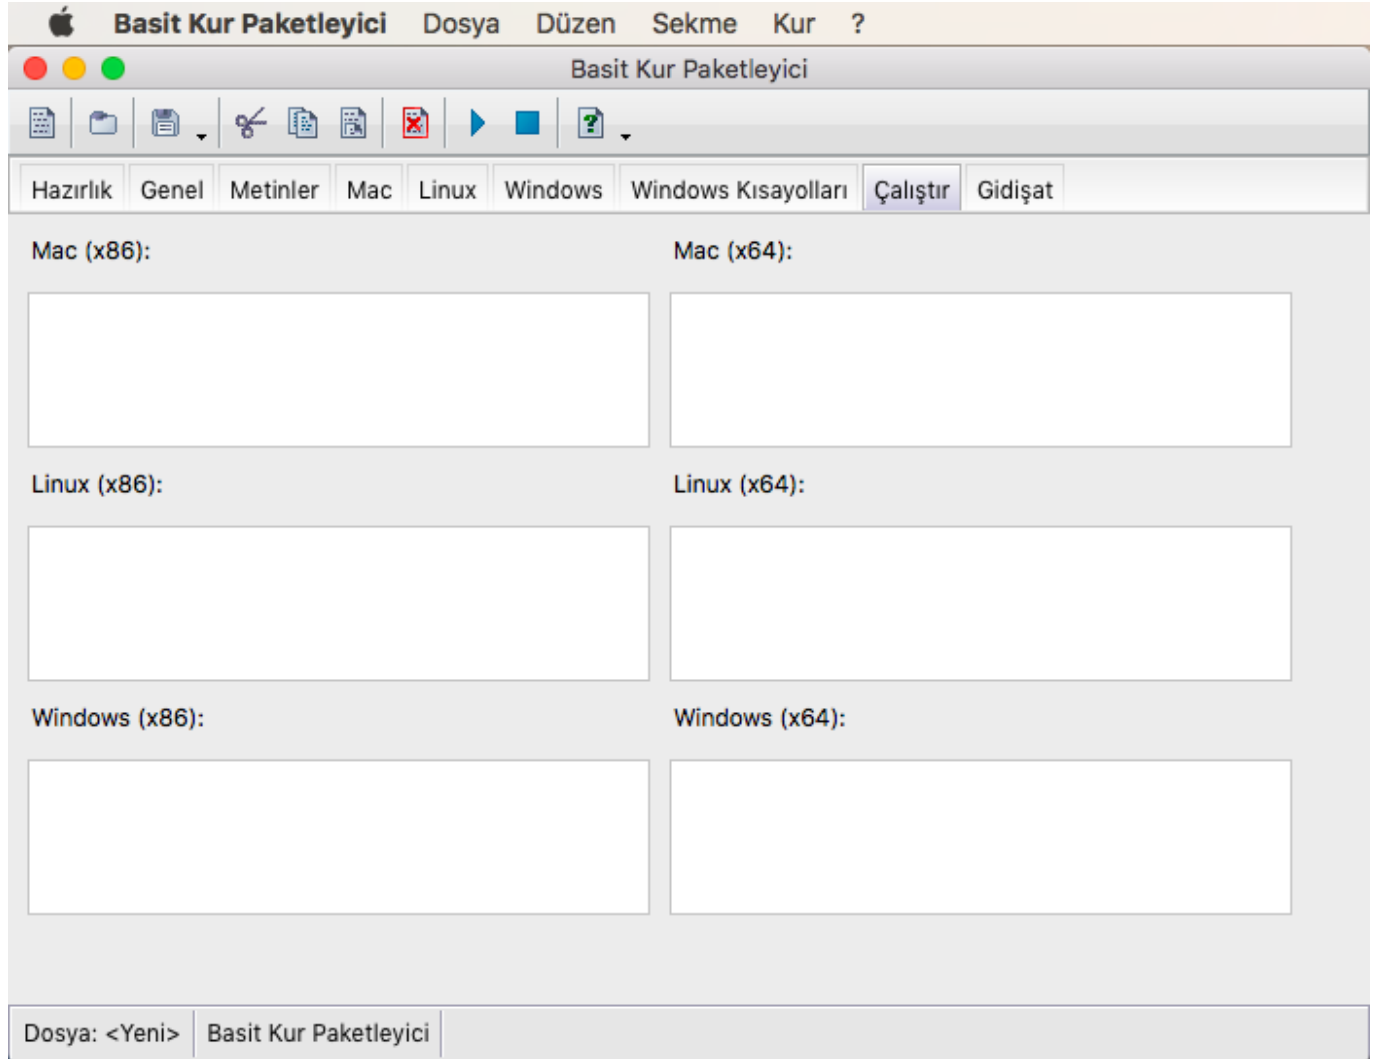 Basit Kur Paketleyici Dosya Düzen Sekme Kur ?
Basit Kur Paketleyici
Hazırlık Genel Metinler Mac Linux Windows Windows Kısayolları Çalıştır Gidişat
Mac (x86): Mac (x64):
Linux (x86): Linux (x64):
Windows (x86): Windows (x64):
Dosya: <Yeni> Basit Kur Paketleyici